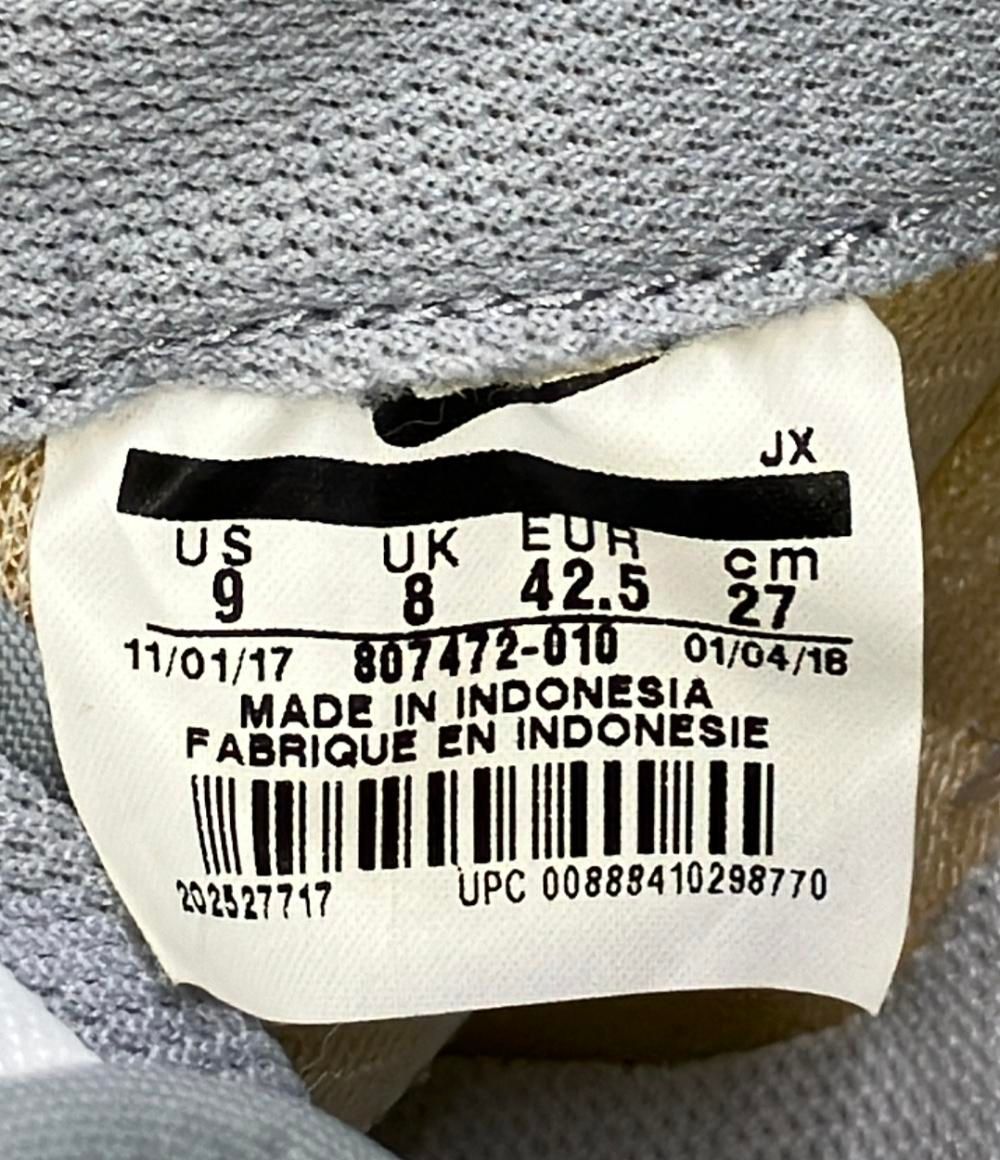 JX
US UK EUR cm
9 8 42.5 27
11/01/17 807472-010 01/04/18
MADE IN INDONESIA
FABRIQUE EN INDONESIE
202527717 UPC 00888410298770